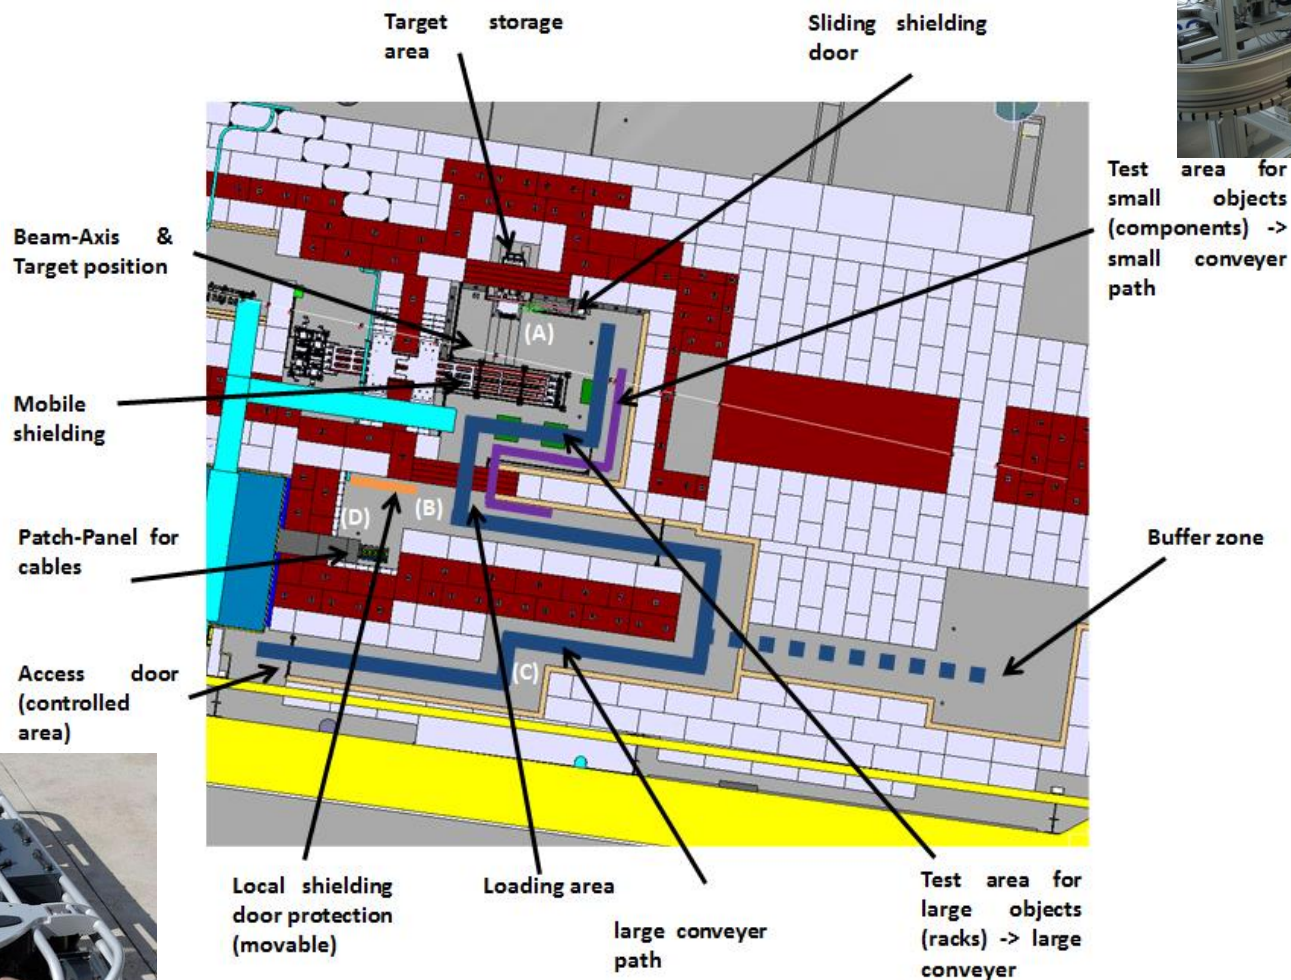 Target storage
area
Sliding shielding
door
Test area for
small objects
(components) ->
small conveyer
path
Beam-Axis &
Target position
(A)
Mobile
shielding
(B)
(D)
Patch-Panel for
cables
Buffer zone
Access door
(controlled
area)
(C)
Local shielding
door protection
(movable)
Loading area
large conveyer
path
Test area for
large objects
(racks) -> large
conveyer